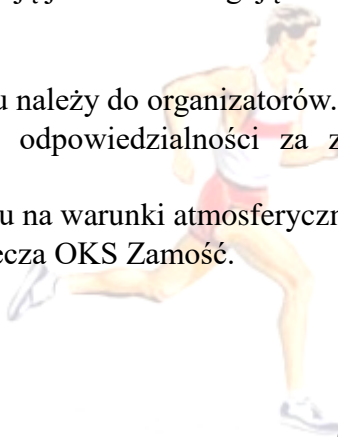 u należy do organizatorów.
odpowiedzialności za z
u na warunki atmosferyczn
ecza OKS Zamość.